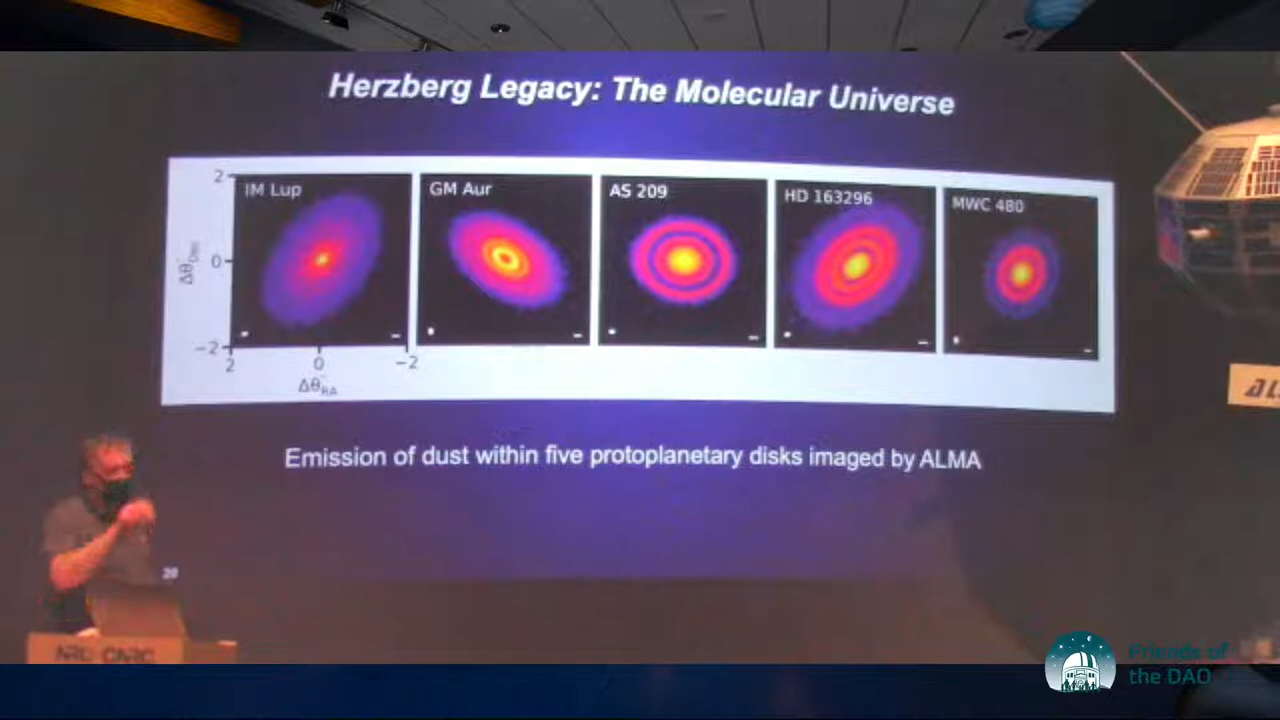 Herzberg Legacy: The Molecular Universe
IM Lup
GM Aur
AS 209
HD 163296
MWC 480
2
0
−2
2
0
−2
Emission of dust within five protoplanetary disks imaged by ALMA
20
NRC CNRC
Friends of
the DAO